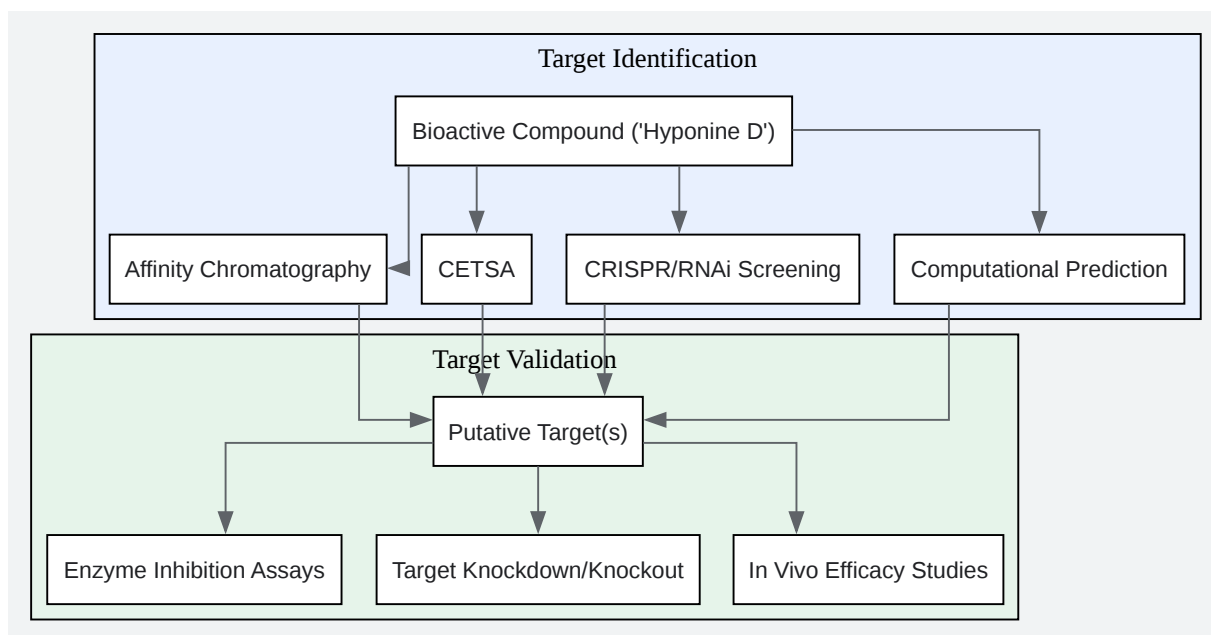 Target Identification
Bioactive Compound ('Hyponine D')
Affinity Chromatography
CETSA
CRISPR/RNAi Screening
Computational Prediction
Target Validation
Putative Target(s)
Enzyme Inhibition Assays
Target Knockdown/Knockout
In Vivo Efficacy Studies